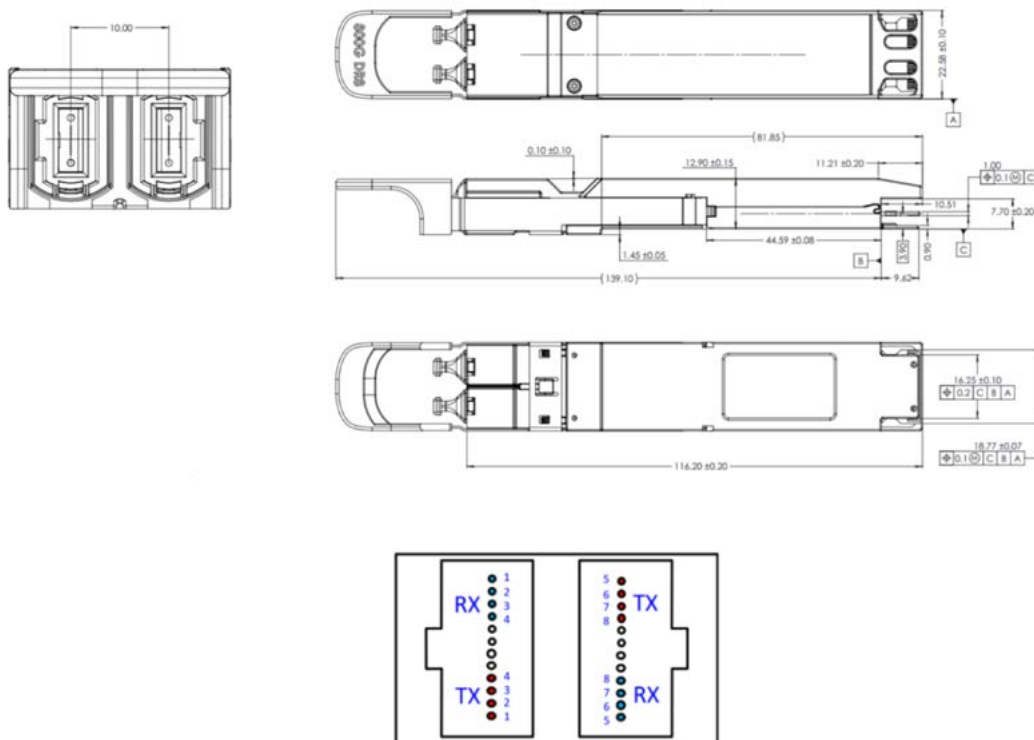 10.00
800G DR8
22.58 ±0.10
A
(81.85)
0.10 ±0.10
12.90 ±0.15
11.21 ±0.20
1.00
⌖ 0.1 Ⓜ C
10.51
7.70 ±0.20
44.59 ±0.08
1.45 ±0.05
B
3.90
0.90
C
(139.10)
9.62
16.25 ±0.10
⌖ 0.2 C B A
18.77 ±0.07
⌖ 0.1 Ⓜ C B A
116.20 ±0.20
1
2
RX 3
4
4
TX 3
2
1
5
6 TX
7
8
8
7 RX
6
5